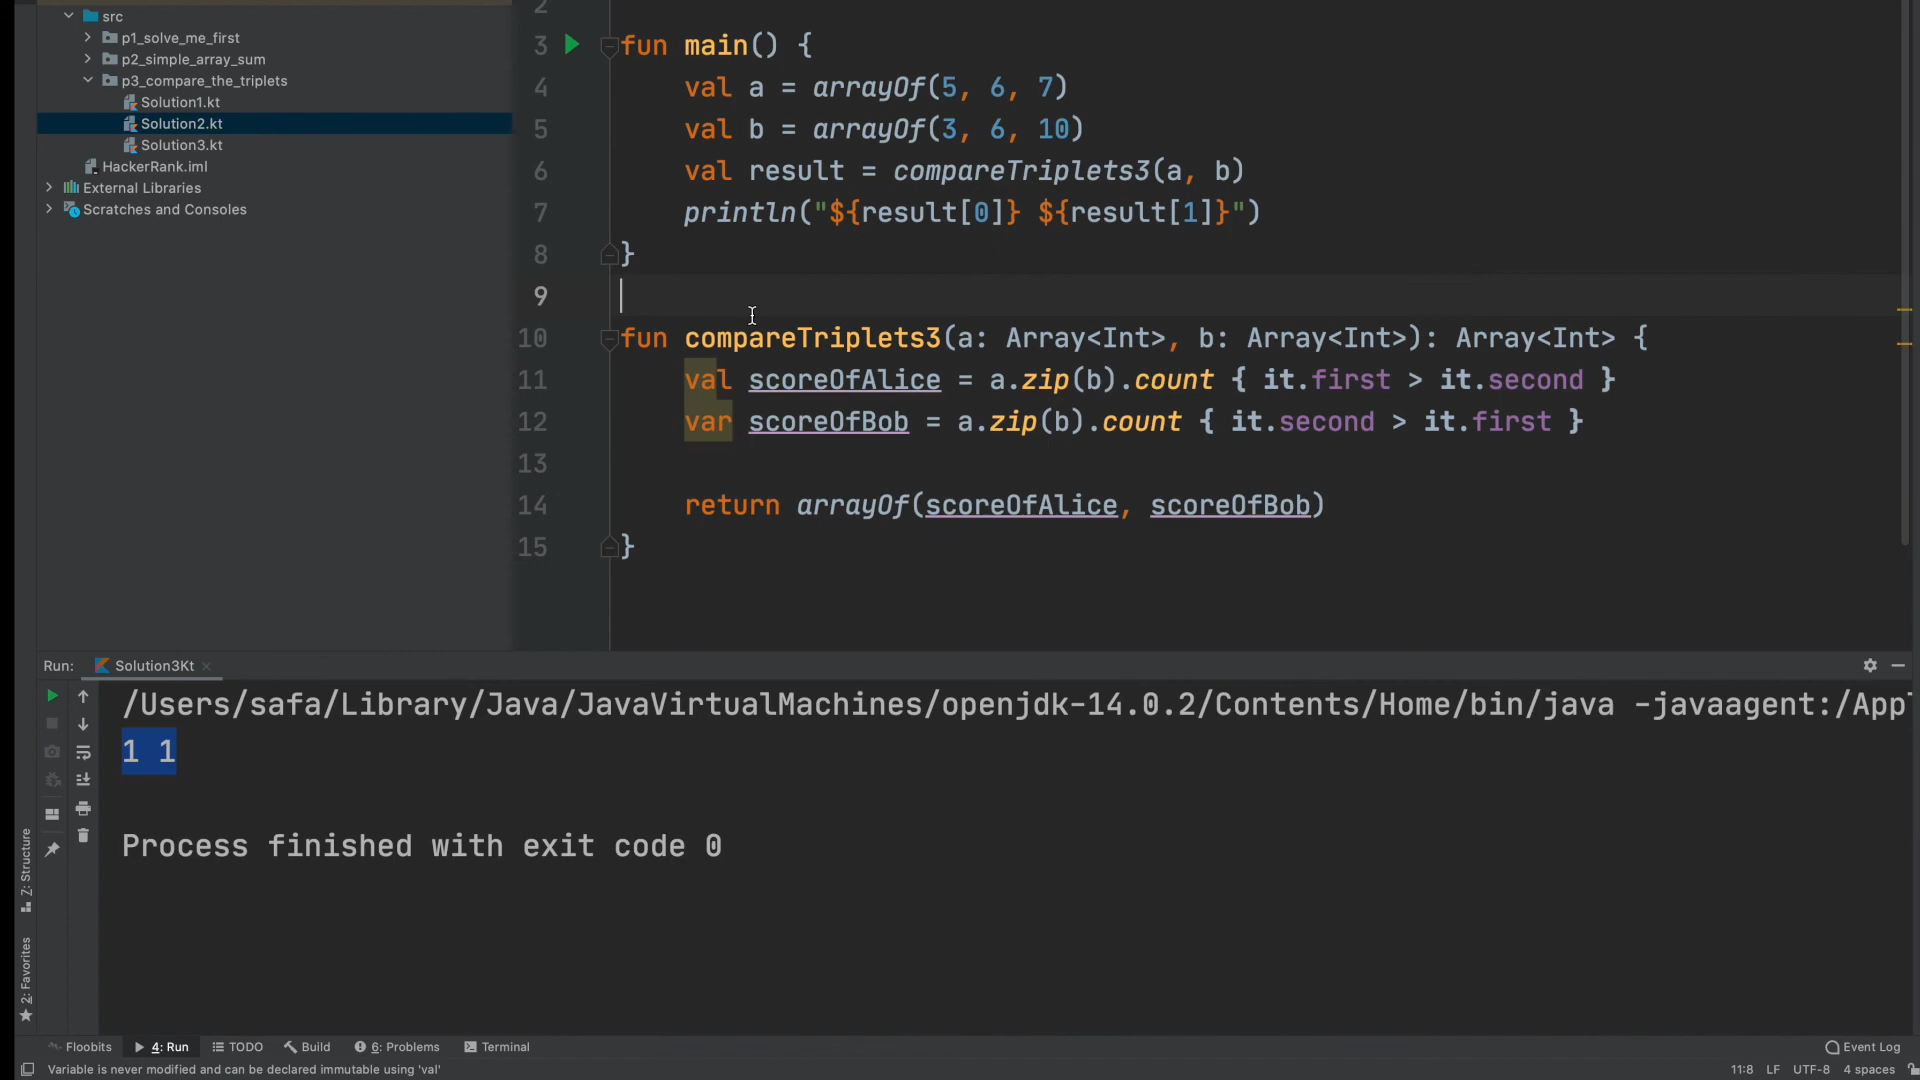 src
p1_solve_me_first
p2_simple_array_sum
p3_compare_the_triplets
Solution1.kt
Solution2.kt
Solution3.kt
HackerRank.iml
External Libraries
Scratches and Consoles
2
3 fun main() {
4 val a = arrayOf(5, 6, 7)
5 val b = arrayOf(3, 6, 10)
6 val result = compareTriplets3(a, b)
7 println("${result[0]} ${result[1]}")
8 }
9
10 fun compareTriplets3(a: Array<Int>, b: Array<Int>): Array<Int> {
11 val scoreOfAlice = a.zip(b).count { it.first > it.second }
12 var scoreOfBob = a.zip(b).count { it.second > it.first }
13
14 return arrayOf(scoreOfAlice, scoreOfBob)
15 }
Run: Solution3Kt
/Users/safa/Library/Java/JavaVirtualMachines/openjdk-14.0.2/Contents/Home/bin/java -javaagent:/App
1 1
Process finished with exit code 0
Z: Structure
2: Favorites
Floobits 4: Run TODO Build 6: Problems Terminal Event Log
Variable is never modified and can be declared immutable using 'val' 11:8 LF UTF-8 4 spaces